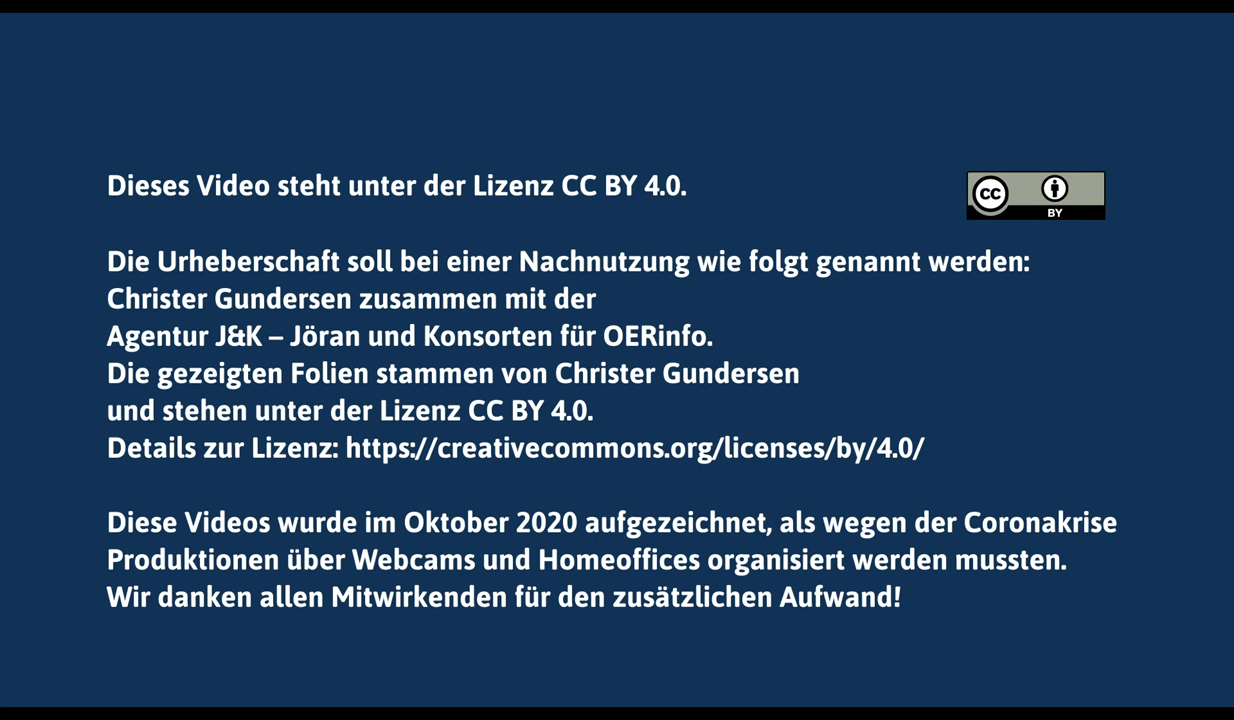 Dieses Video steht unter der Lizenz CC BY 4.0.
CC
BY
Die Urheberschaft soll bei einer Nachnutzung wie folgt genannt werden:
Christer Gundersen zusammen mit der
Agentur J&K – Jöran und Konsorten für OERinfo.
Die gezeigten Folien stammen von Christer Gundersen
und stehen unter der Lizenz CC BY 4.0.
Details zur Lizenz: https://creativecommons.org/licenses/by/4.0/
Diese Videos wurde im Oktober 2020 aufgezeichnet, als wegen der Coronakrise
Produktionen über Webcams und Homeoffices organisiert werden mussten.
Wir danken allen Mitwirkenden für den zusätzlichen Aufwand!